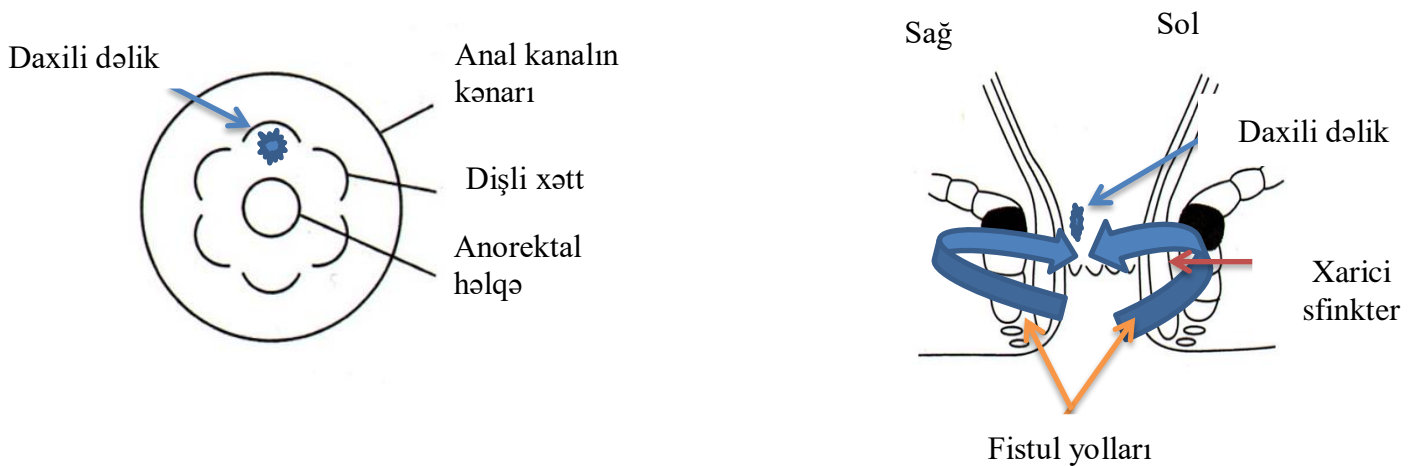 Daxili dəlik
Anal kanalın
kənarı
Dişli xətt
Anorektal
həlqə
Sağ
Sol
Daxili dəlik
Xarici
sfinkter
Fistul yolları